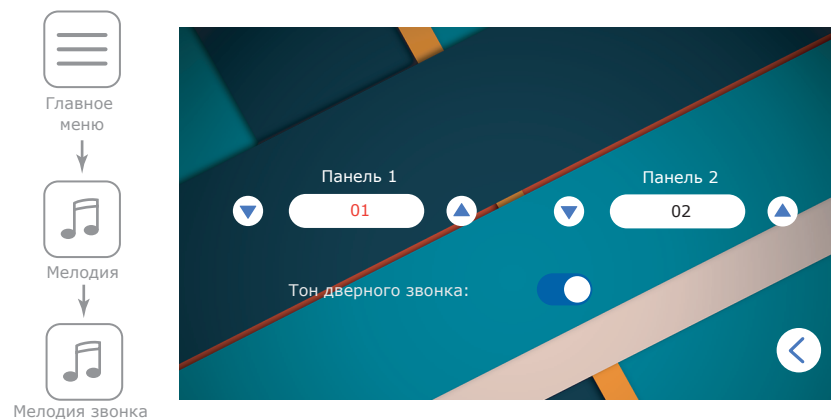 Главное
меню
Мелодия
Мелодия звонка
Панель 1
Панель 2
01
02
Тон дверного звонка: